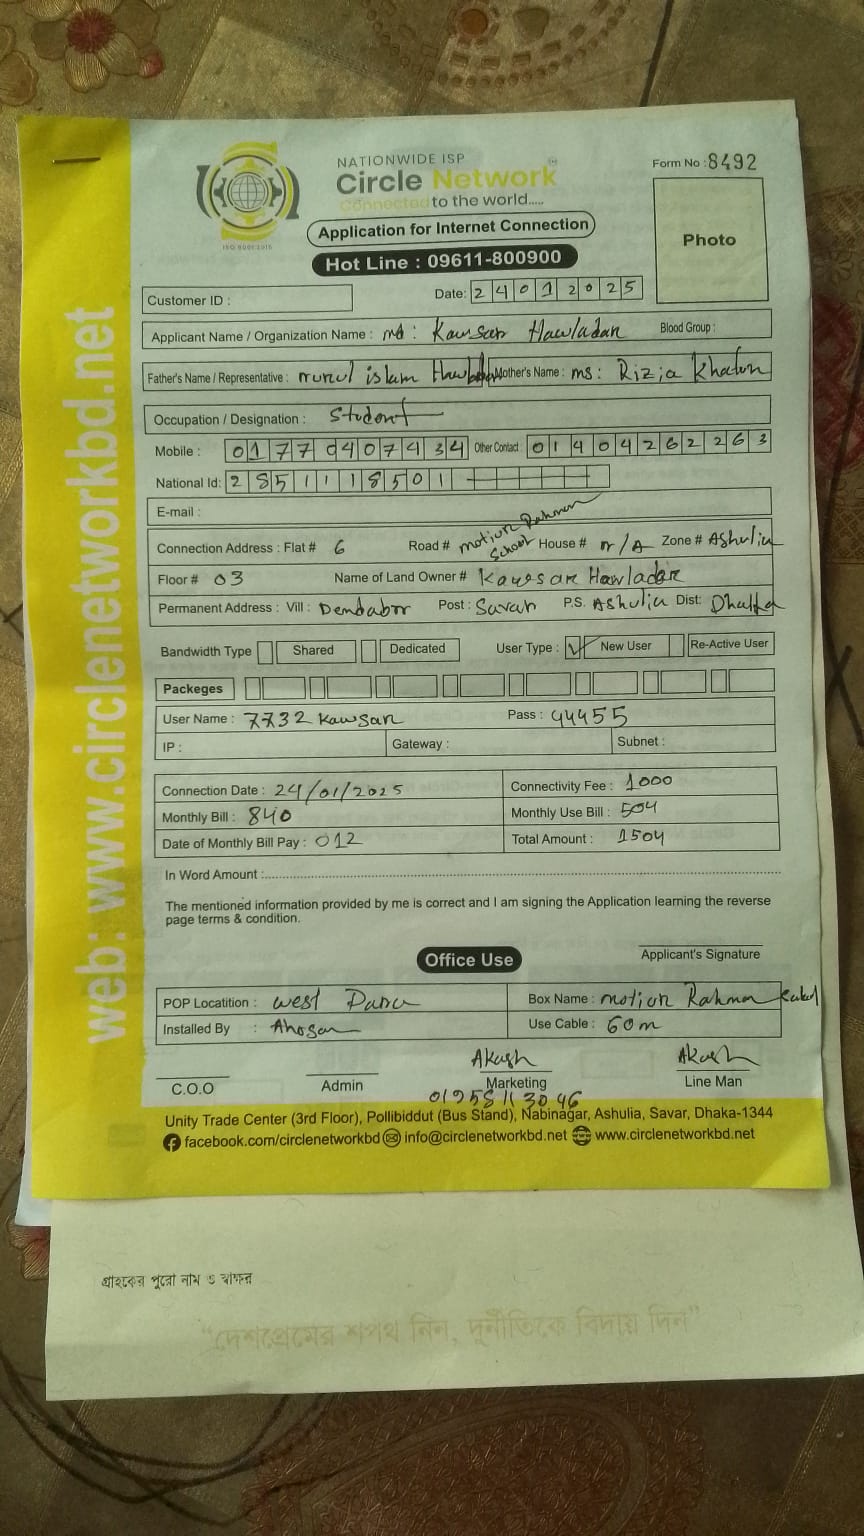 NATIONWIDE ISP
Circle Network
Connected to the world.....
ISO 9001:2015
Form No : 8492
Application for Internet Connection
Photo
Hot Line : 09611-800900
Customer ID :
Date: 24012025
Applicant Name / Organization Name : md: Kawsar Hawladar Blood Group :
Father's Name / Representative : nurul islam Mother's Name : ms: Rizia Khatun
Occupation / Designation : Student
Mobile : 01770407434 Other Contact 01404262263
National Id: 2851118501
E-mail :
Connection Address : Flat # 6 Road # motiur Rahman School House # n/A Zone # Ashulia
Floor # 03 Name of Land Owner # Kawsar Hawladar
Permanent Address : Vill : Dendabor Post : Savar P.S. Ashulia Dist: Dhaka
Bandwidth Type Shared Dedicated User Type : ✓ New User Re-Active User
Packeges
User Name : 7732 Kawsar Pass : 44455
IP : Gateway : Subnet :
Connection Date : 24/01/2025 Connectivity Fee : 1000
Monthly Bill : 840 Monthly Use Bill : 504
Date of Monthly Bill Pay : 012 Total Amount : 1504
In Word Amount :
The mentioned information provided by me is correct and I am signing the Application learning the reverse
page terms & condition.
Applicant's Signature
Office Use
POP Locatition : west Para Box Name : motiur Rahman
Installed By : Ahosan Use Cable : 60m
Akash Akash
C.O.O Admin Marketing Line Man
Unity Trade Center (3rd Floor), Pollibiddut (Bus Stand), Nabinagar, Ashulia, Savar, Dhaka-1344
facebook.com/circlenetworkbd info@circlenetworkbd.net www.circlenetworkbd.net
web: www.circlenetworkbd.net
গ্রাহকের পুরো নাম ও স্বাক্ষর
“দেশপ্রেমের শপথ নিন, দুর্নীতিকে বিদায় দিন”